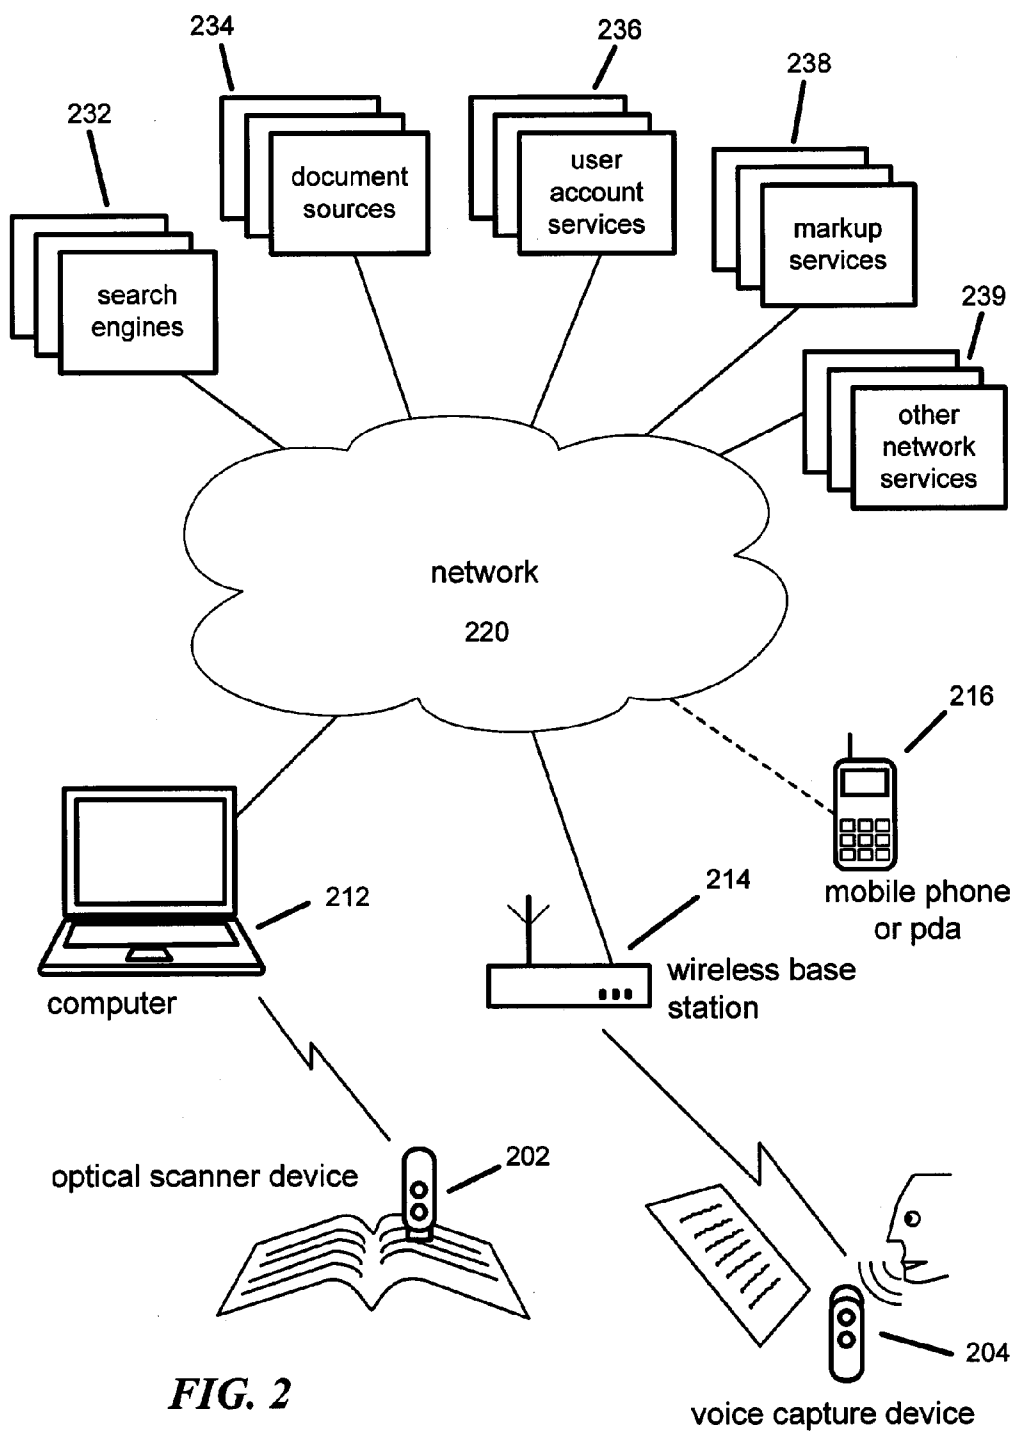 234
236
238
232
document
sources
user
account
services
markup
services
239
search
engines
other
network
services
network
220
216
mobile phone
or pda
214
212
wireless base
station
computer
optical scanner device
202
204
FIG. 2
voice capture device